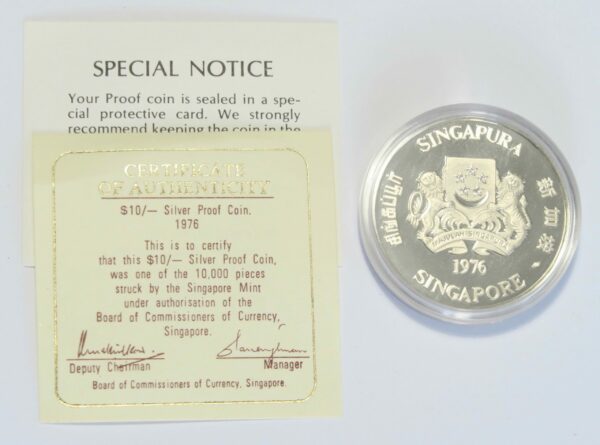 SPECIAL NOTICE
Your Proof coin is sealed in a spe-
cial protective card. We strongly
recommend keeping the coin in the
CERTIFICATE
OF AUTHENTICITY
$10/— Silver Proof Coin.
1976
This is to certify
that this $10/— Silver Proof Coin,
was one of the 10,000 pieces
struck by the Singapore Mint
under authorisation of the
Board of Commissioners of Currency,
Singapore.
Deputy Chairman
Manager
Board of Commissioners of Currency, Singapore.
SINGAPURA
சிங்கப்பூர்
新加坡
MAJULAH SINGAPURA
1976
SINGAPORE